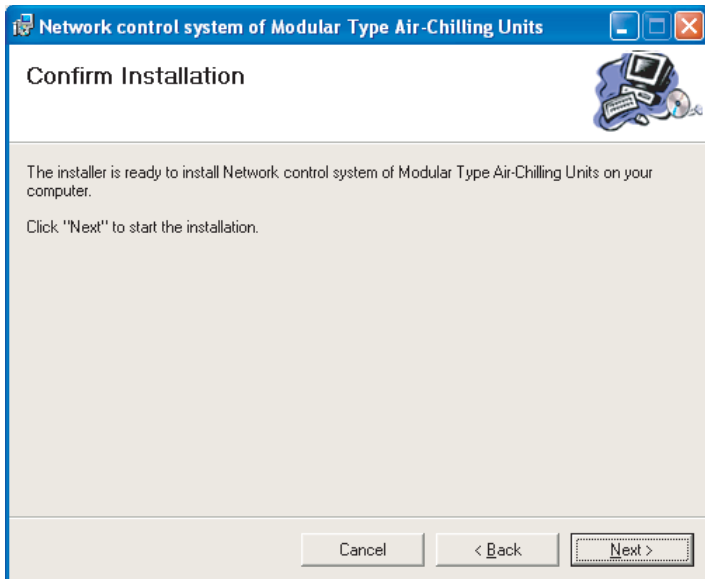 Network control system of Modular Type Air-Chilling Units
Confirm Installation
The installer is ready to install Network control system of Modular Type Air-Chilling Units on your
computer.
Click "Next" to start the installation.
Cancel
< Back
Next >